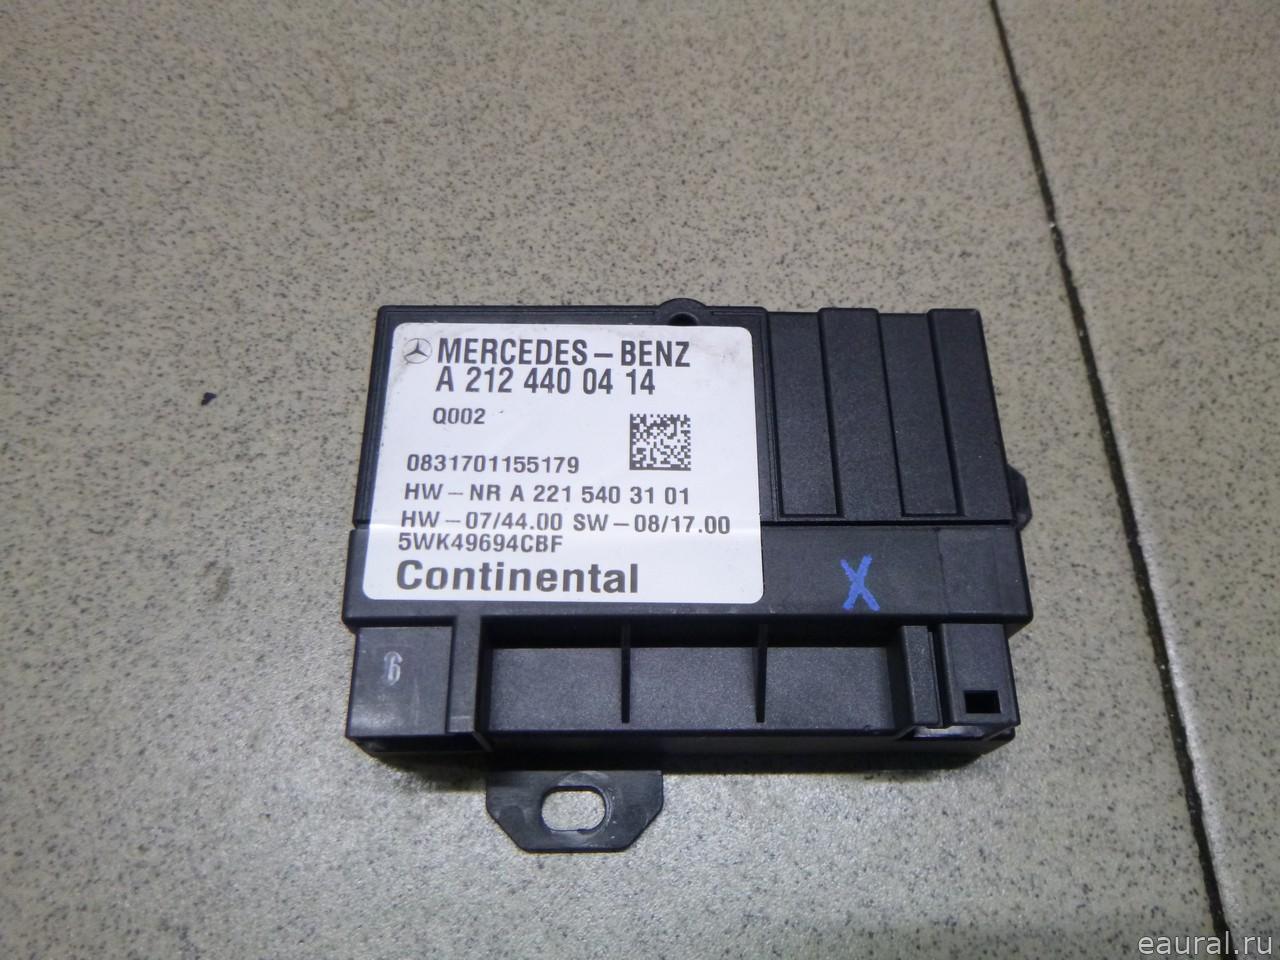 MERCEDES-BENZ
A 212 440 04 14
Q002
0831701155179
HW-NR A 221 540 31 01
HW-07/44.00 SW-08/17.00
5WK49694CBF
Continental
X
6
eaural.ru